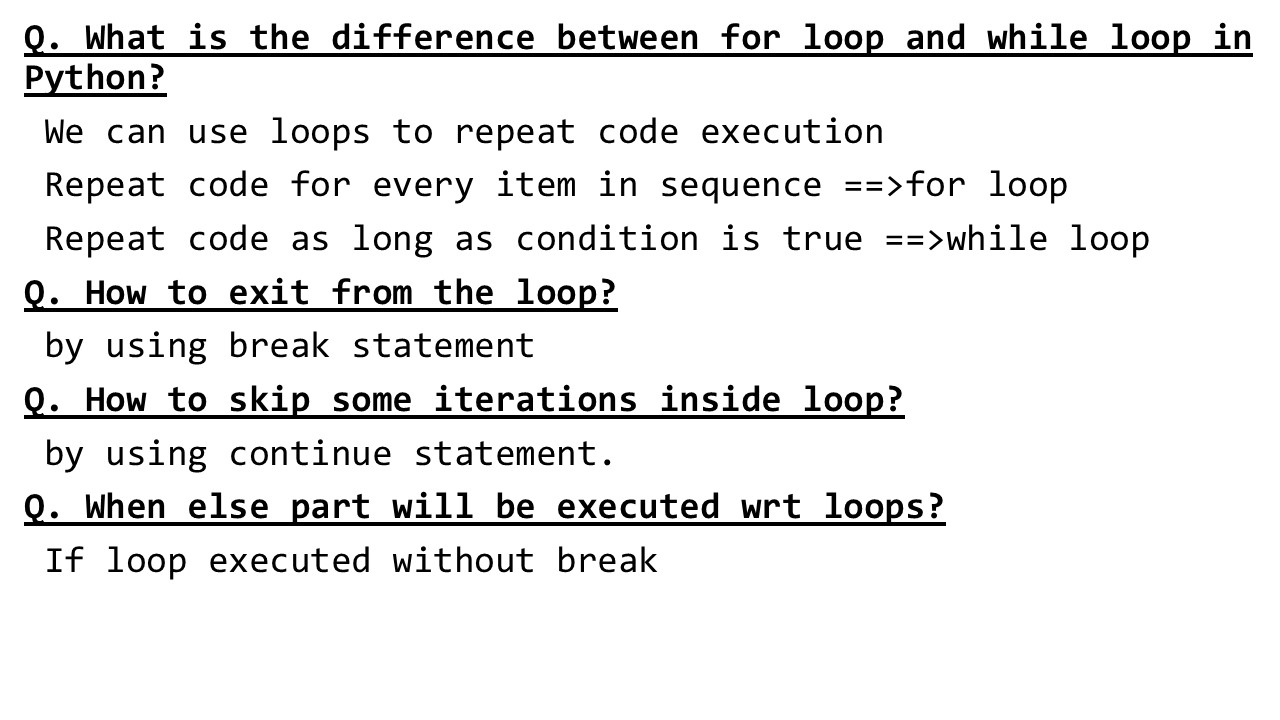 Q. What is the difference between for loop and while loop in
Python?
We can use loops to repeat code execution
Repeat code for every item in sequence ==>for loop
Repeat code as long as condition is true ==>while loop
Q. How to exit from the loop?
by using break statement
Q. How to skip some iterations inside loop?
by using continue statement.
Q. When else part will be executed wrt loops?
If loop executed without break